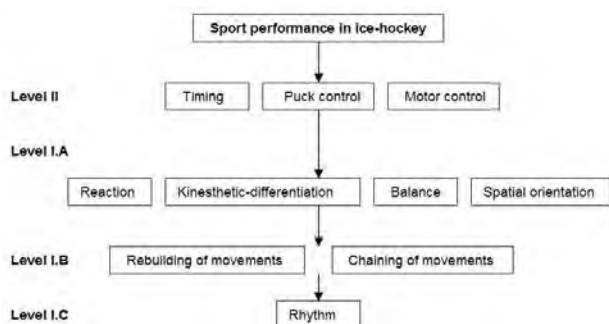 Sport performance in ice-hockey
Level II
Timing
Puck control
Motor control
Level I.A
Reaction
Kinesthetic-differentiation
Balance
Spatial orientation
Level I.B
Rebuilding of movements
Chaining of movements
Level I.C
Rhythm